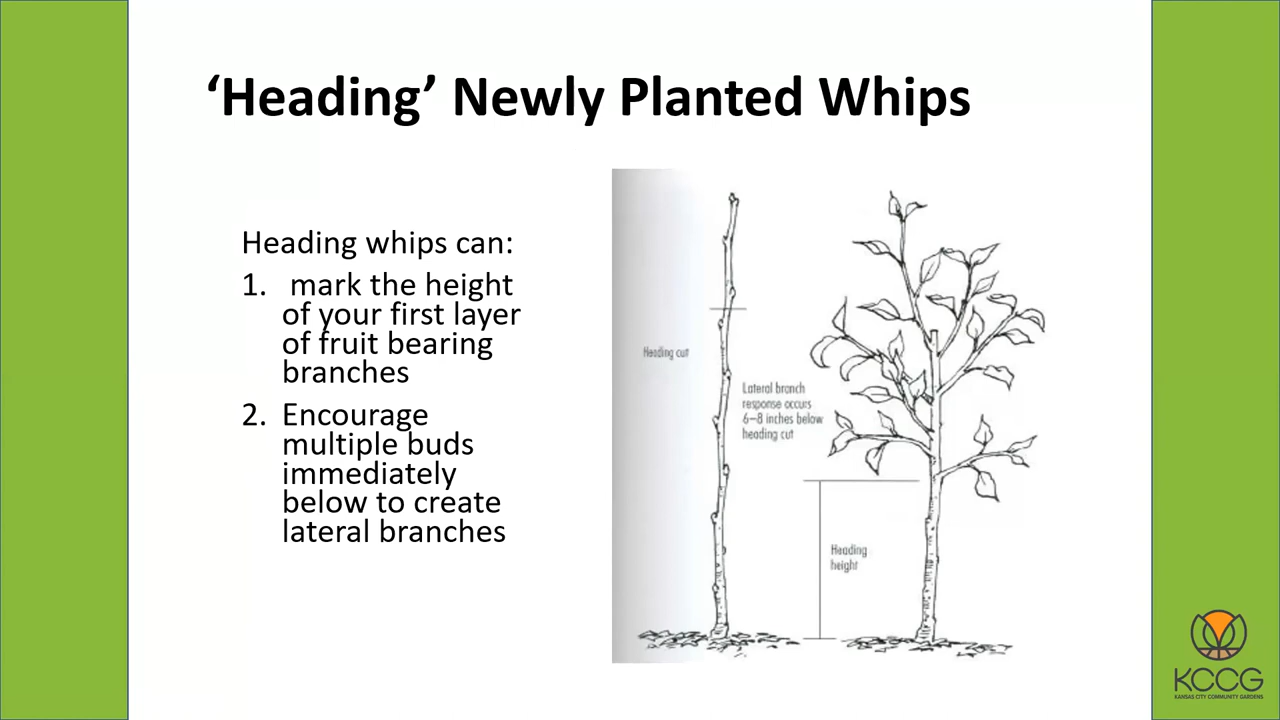 ‘Heading’ Newly Planted Whips
Heading whips can:
1. mark the height
of your first layer
of fruit bearing
branches
2. Encourage
multiple buds
immediately
below to create
lateral branches
Heading cut
Lateral branch
response occurs
6–8 inches below
heading cut
Heading
height
KCCG
KANSAS CITY COMMUNITY GARDENS